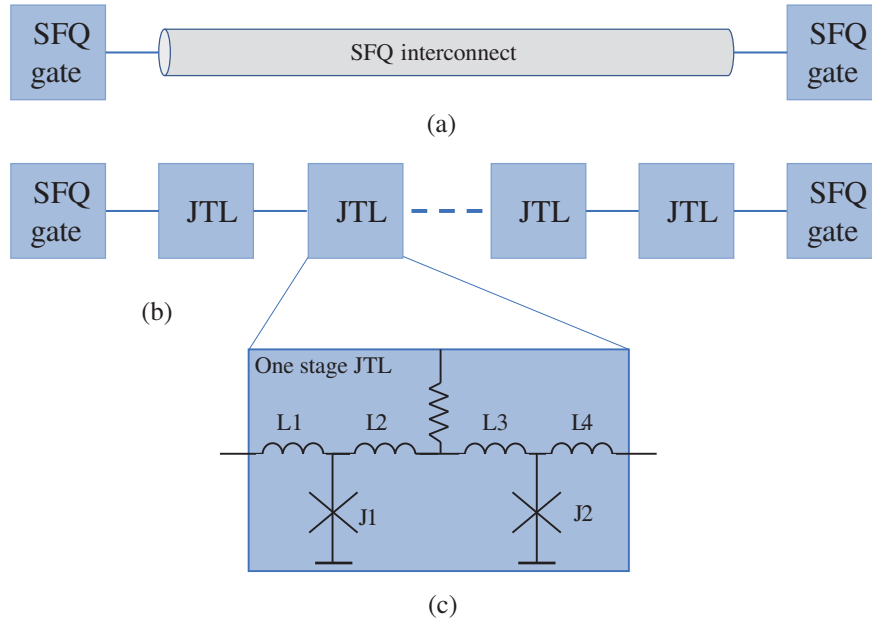 SFQ
gate
SFQ interconnect
SFQ
gate
(a)
SFQ
gate
JTL
JTL
JTL
JTL
SFQ
gate
(b)
One stage JTL
L1
L2
L3
L4
J1
J2
(c)